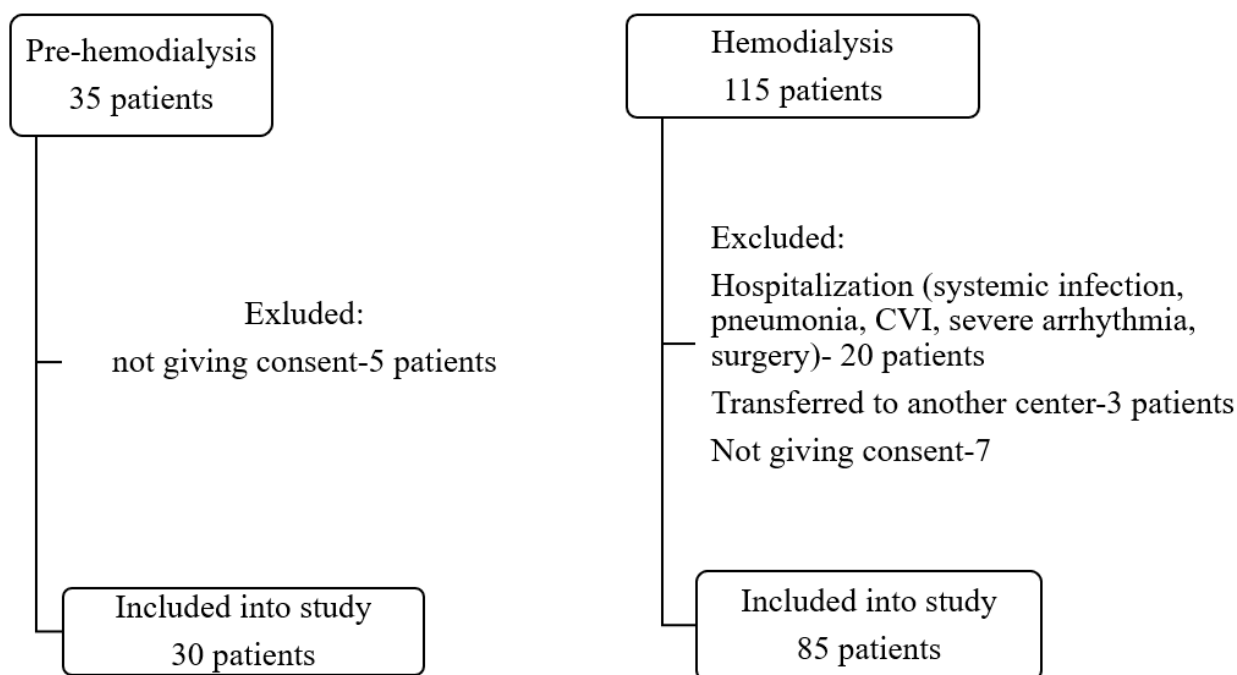 Pre-hemodialysis
35 patients
Exluded:
not giving consent-5 patients
Included into study
30 patients
Hemodialysis
115 patients
Excluded:
Hospitalization (systemic infection,
pneumonia, CVI, severe arrhythmia,
surgery)- 20 patients
Transferred to another center-3 patients
Not giving consent-7
Included into study
85 patients